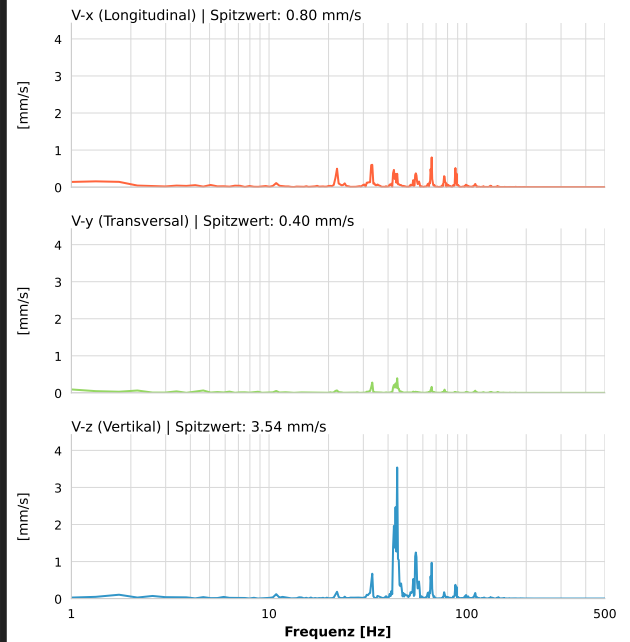 V-x (Longitudinal) | Spitzwert: 0.80 mm/s
4
3
2
1
0
[mm/s]
V-y (Transversal) | Spitzwert: 0.40 mm/s
4
3
2
1
0
[mm/s]
V-z (Vertikal) | Spitzwert: 3.54 mm/s
4
3
2
1
0
[mm/s]
1 10 100 500
Frequenz [Hz]